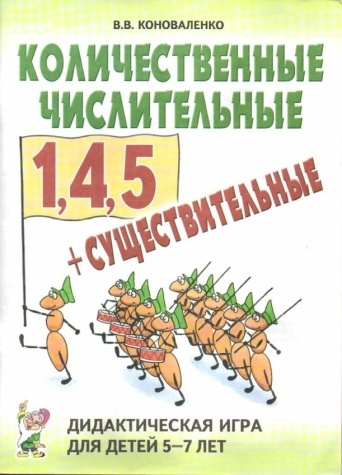 В.В. КОНОВАЛЕНКО
КОЛИЧЕСТВЕННЫЕ
ЧИСЛИТЕЛЬНЫЕ
1,4,5
+ СУЩЕСТВИТЕЛЬНЫЕ
ДИДАКТИЧЕСКАЯ ИГРА
ДЛЯ ДЕТЕЙ 5–7 ЛЕТ